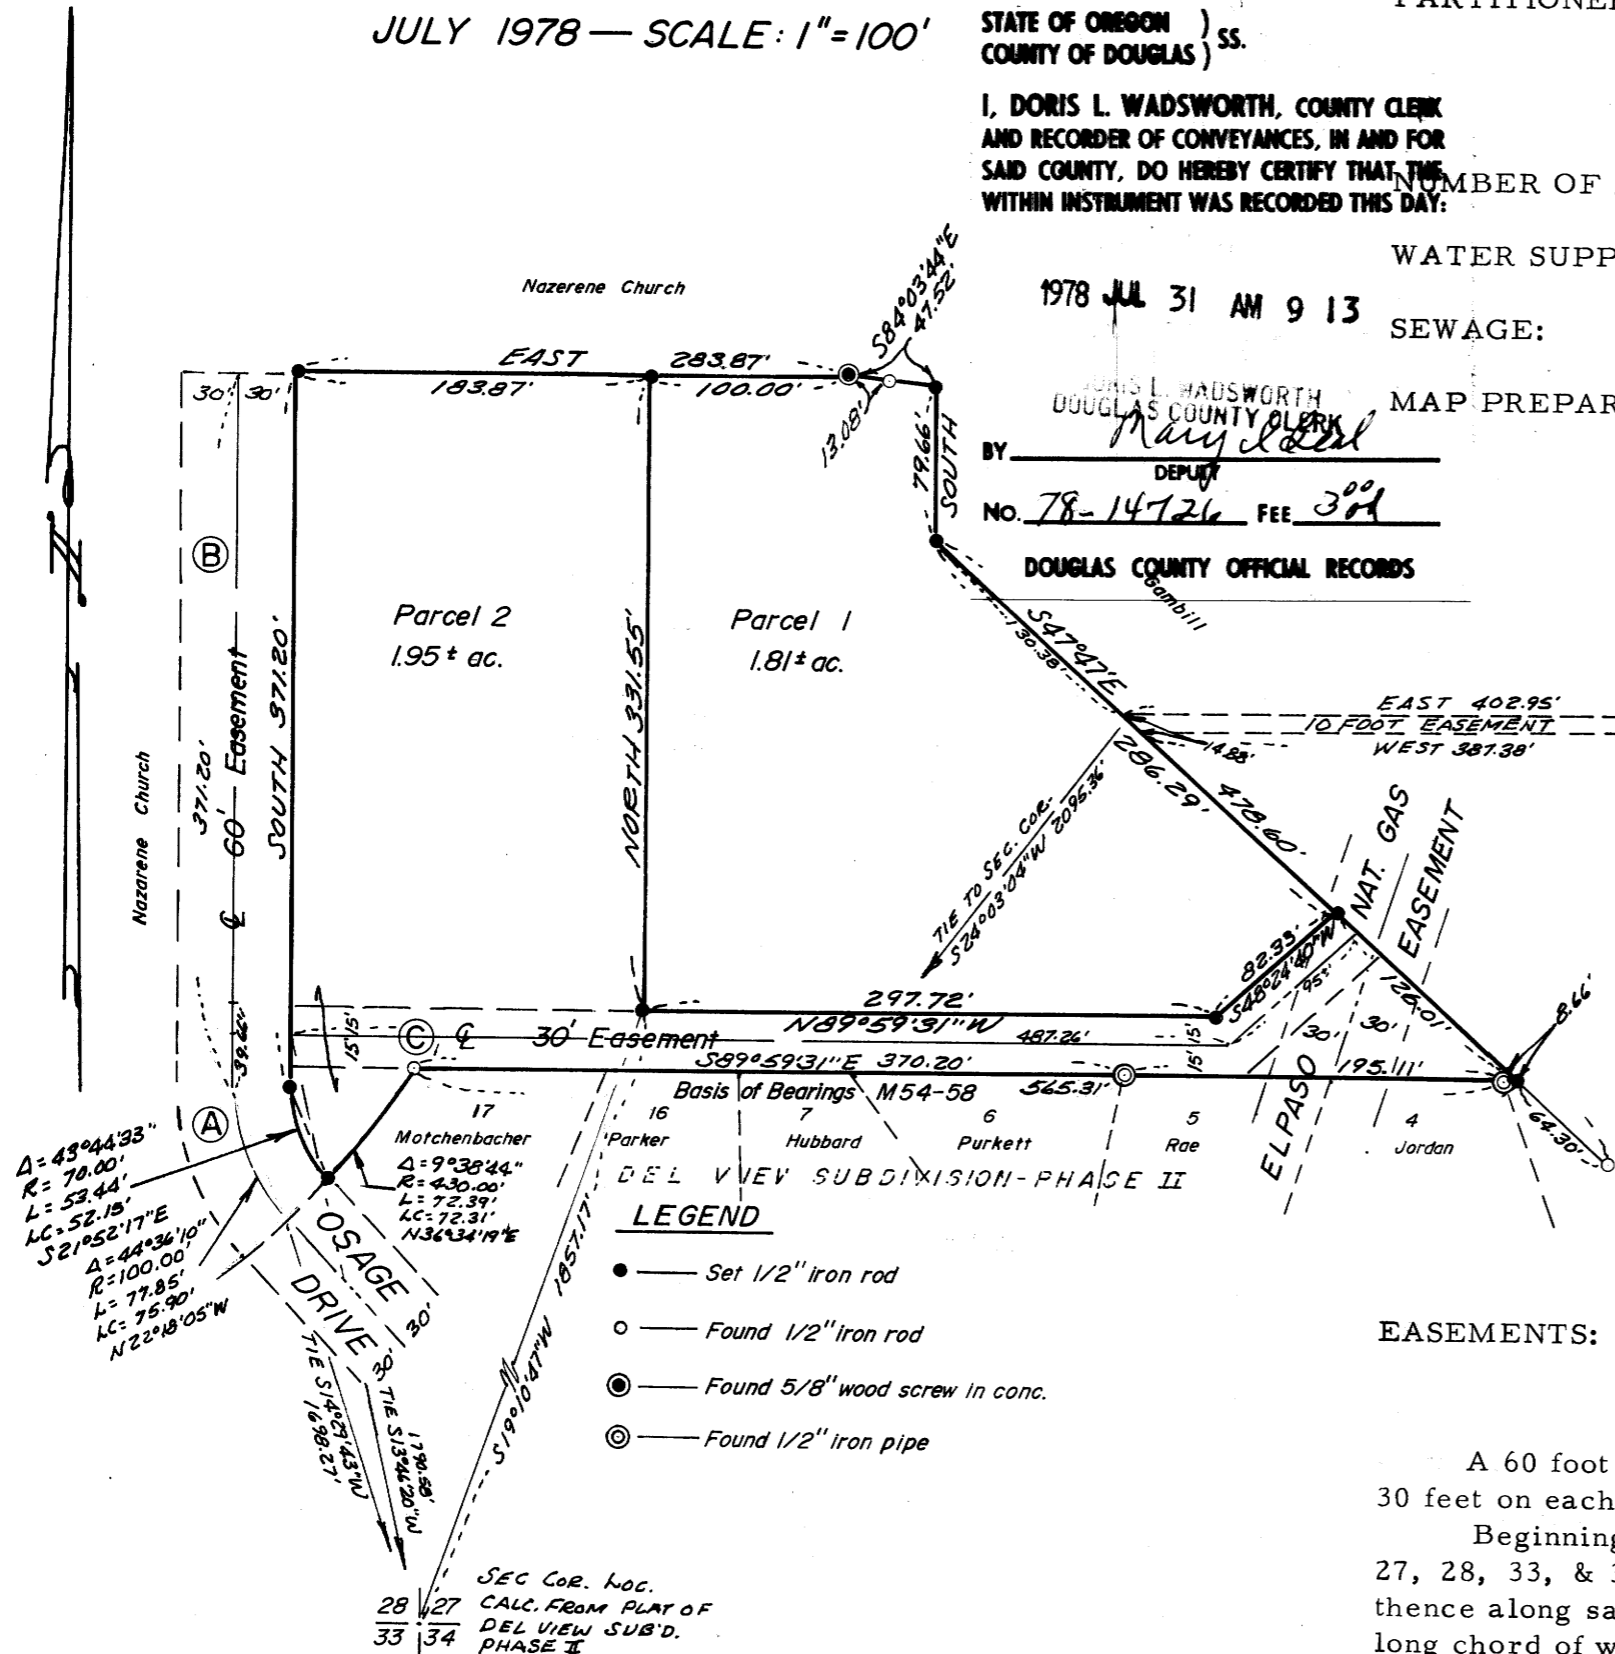 JULY 1978 — SCALE: 1"=100'
STATE OF OREGON )
COUNTY OF DOUGLAS ) SS.
I, DORIS L. WADSWORTH, COUNTY CLERK
AND RECORDER OF CONVEYANCES, IN AND FOR
SAID COUNTY, DO HEREBY CERTIFY THAT THE
WITHIN INSTRUMENT WAS RECORDED THIS DAY:
1978 JUL 31 AM 9 13
DORIS L. WADSWORTH
DOUGLAS COUNTY CLERK
BY Mary
DEPUTY
NO. 78-14726 FEE 300
DOUGLAS COUNTY OFFICIAL RECORDS
NUMBER OF
WATER SUPP
SEWAGE:
MAP PREPAR
Nazerene Church
S84°03'44"E
47.52'
EAST 283.87'
183.87' 100.00'
13.08'
30' 30'
79.66'
SOUTH
B
Parcel 2
1.95± ac.
Parcel 1
1.81± ac.
Gambill
S47°47'E
130.38'
EAST 402.95'
10 FOOT EASEMENT
WEST 387.38'
14.88'
286.29'
478.60'
SOUTH 371.20'
NORTH 331.55'
371.20'
℄ 60' Easement
Nazarene Church
TIE TO SEC. COR.
S24°03'04"W 2095.36'
NAT. GAS
EASEMENT
ELPASO
82.33'
S48°24'40"W
95±'
126.01'
8.66'
297.72'
N89°59'31"W
15' 15'
C ℄ 30' Easement
487.26
15' 15'
30' 30'
S89°59'31"E 370.20'
195.11'
Basis of Bearings M54-58
565.31'
39.66'
A
17
Motchenbacher
16
Parker
7
Hubbard
6
Purkett
5
Rae
4
Jordan
64.30'
DEL VIEW SUBDIVISION-PHASE II
Δ=43°44'33"
R=70.00'
L=53.44'
LC=52.15'
S21°52'17"E
Δ=44°36'10"
R=100.00'
L=77.85'
LC=75.90'
N22°18'05"W
Δ=9°38'44"
R=430.00'
L=72.39'
LC=72.31'
N36°34'19"E
OSAGE
DRIVE
30'
30'
TIE S14°29'43"W
1698.27'
TIE S13°46'20"W
1790.58'
S19°10'47"W 1857.17'
LEGEND
Set 1/2" iron rod
Found 1/2" iron rod
Found 5/8" wood screw in conc.
Found 1/2" iron pipe
28 27
33 34
SEC COR. LOC.
CALC. FROM PLAT OF
DEL VIEW SUB'D.
PHASE II
EASEMENTS:
A 60 foot
30 feet on each
Beginning
27, 28, 33, &
thence along sa
long chord of w